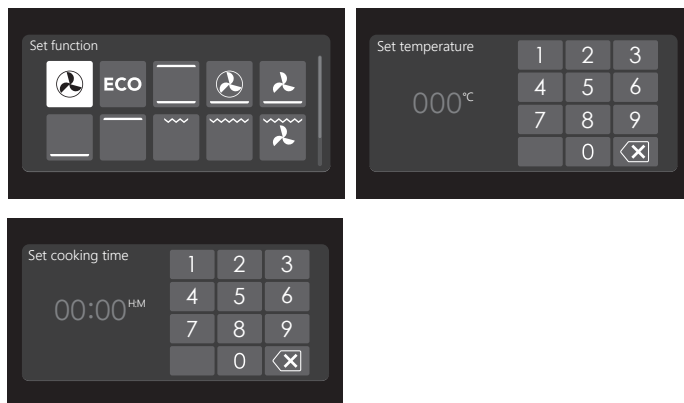 Set function
ECO
Set temperature
000°C
1 2 3
4 5 6
7 8 9
0
Set cooking time
00:00 H:M
1 2 3
4 5 6
7 8 9
0